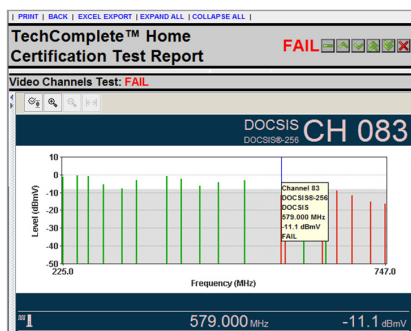 | PRINT | BACK | EXCEL EXPORT | EXPAND ALL | COLLAPSE ALL |
TechComplete™ Home
Certification Test Report
FAIL
Video Channels Test: FAIL
DOCSIS
DOCSIS®-256
CH 083
10
0
-10
-20
-30
-40
-50
Level (dBmV)
Channel 83
DOCSIS®-256
DOCSIS
579.000 MHz
-11.1 dBmV
FAIL
225.0
747.0
Frequency (MHz)
579.000 MHz
-11.1 dBmV